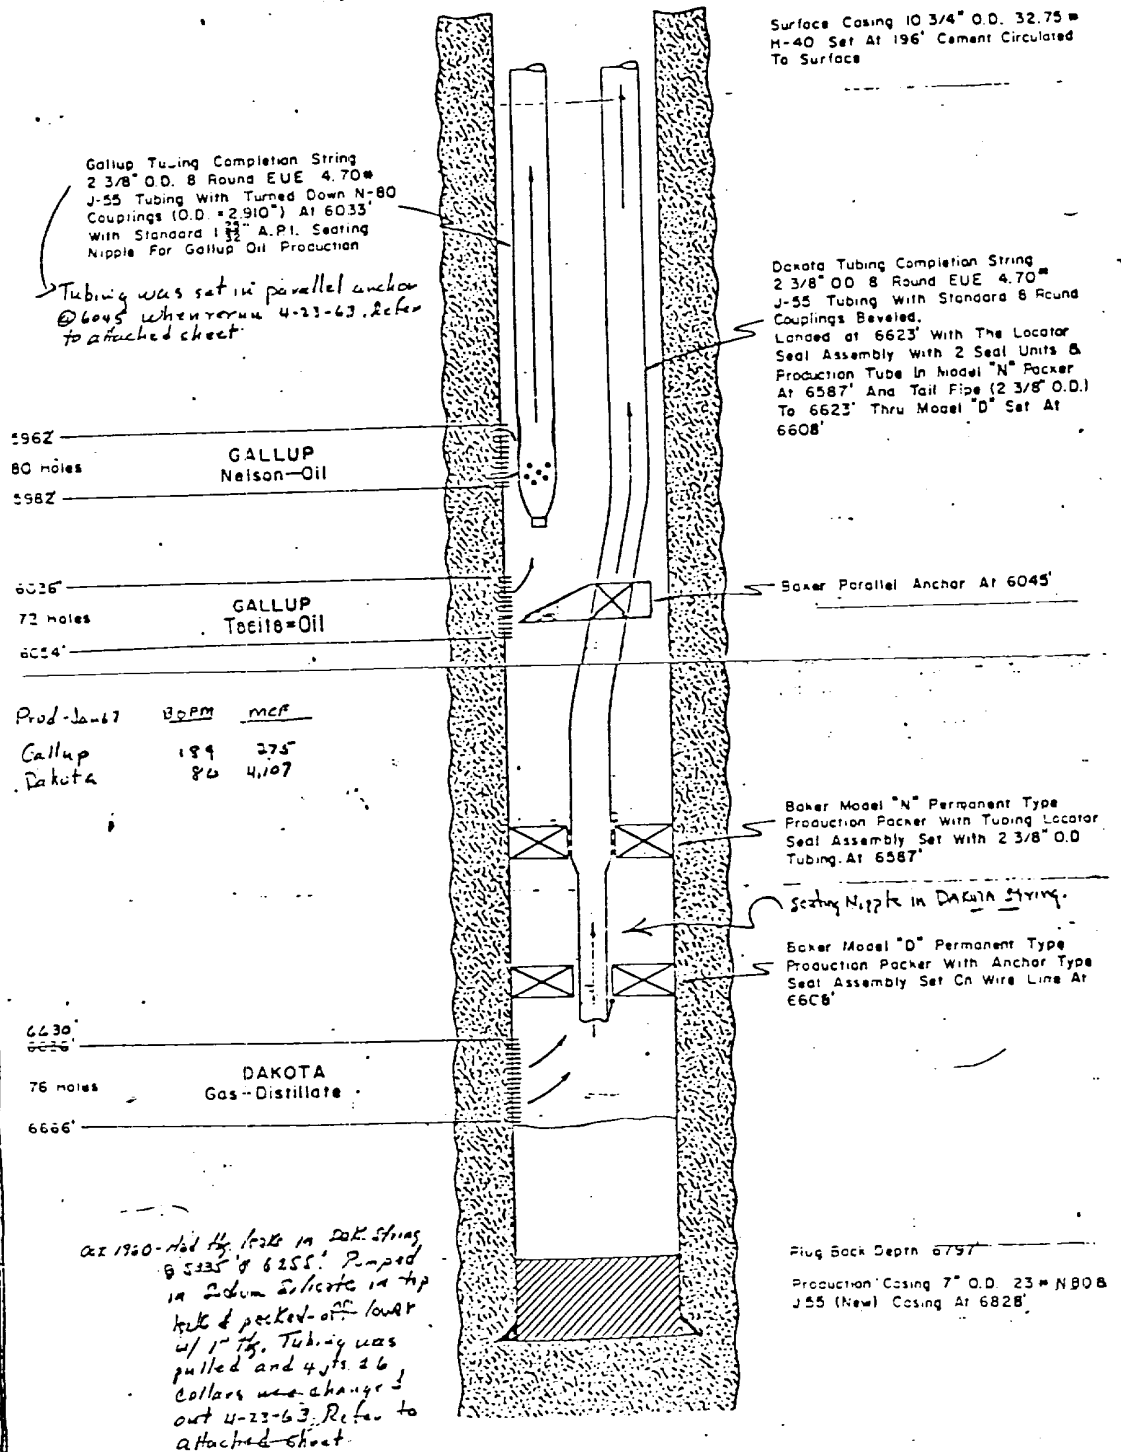 Surface Casing 10 3/4" O.D. 32.75#
H-40 Set At 196' Cement Circulated
To Surface
Gallup Tubing Completion String
2 3/8" O.D. 8 Round EUE 4.70#
J-55 Tubing With Turned Down N-80
Couplings (O.D. = 2.910") At 6033'
With Standard 1 25/32" A.P.I. Seating
Nipple For Gallup Oil Production
Tubing was set in parallel anchor
@ 6045 when rerun 4-23-63. Refer
to attached sheet
Dakota Tubing Completion String
2 3/8" OD 8 Round EUE 4.70#
J-55 Tubing With Standard 8 Round
Couplings Beveled.
Landed at 6623' With The Locator
Seal Assembly With 2 Seal Units &
Production Tube In Model "N" Packer
At 6587' And Tail Pipe (2 3/8" O.D.)
To 6623' Thru Model "D" Set At
6608'
5962'
80 holes
5982'
GALLUP
Nelson-Oil
6036'
72 holes
6054'
GALLUP
Tocito-Oil
Baker Parallel Anchor At 6045'
Prod-Jan 67 BOPM MCF
Gallup 189 275
Dakota 80 4,107
Baker Model "N" Permanent Type
Production Packer With Tubing Locator
Seal Assembly Set With 2 3/8" O.D
Tubing. At 6587'
Seating Nipple in DAKOTA String.
Baker Model "D" Permanent Type
Production Packer With Anchor Type
Seal Assembly Set On Wire Line At
6608'
6630'
76 holes
6666'
DAKOTA
Gas-Distillate
Oct 1960 - Had tbg leaks in Dak. String
@ 5335' & 6255'. Pumped
in Sodium Silicate in top
leak & packed-off lower
w/ 1" tbg. Tubing was
pulled and 4 jts. 26
Collars were changed
out 4-23-63. Refer to
attached sheet
Plug Back Depth 6797'
Production Casing 7" O.D. 23# N80 &
J.55 (New) Casing At 6828'